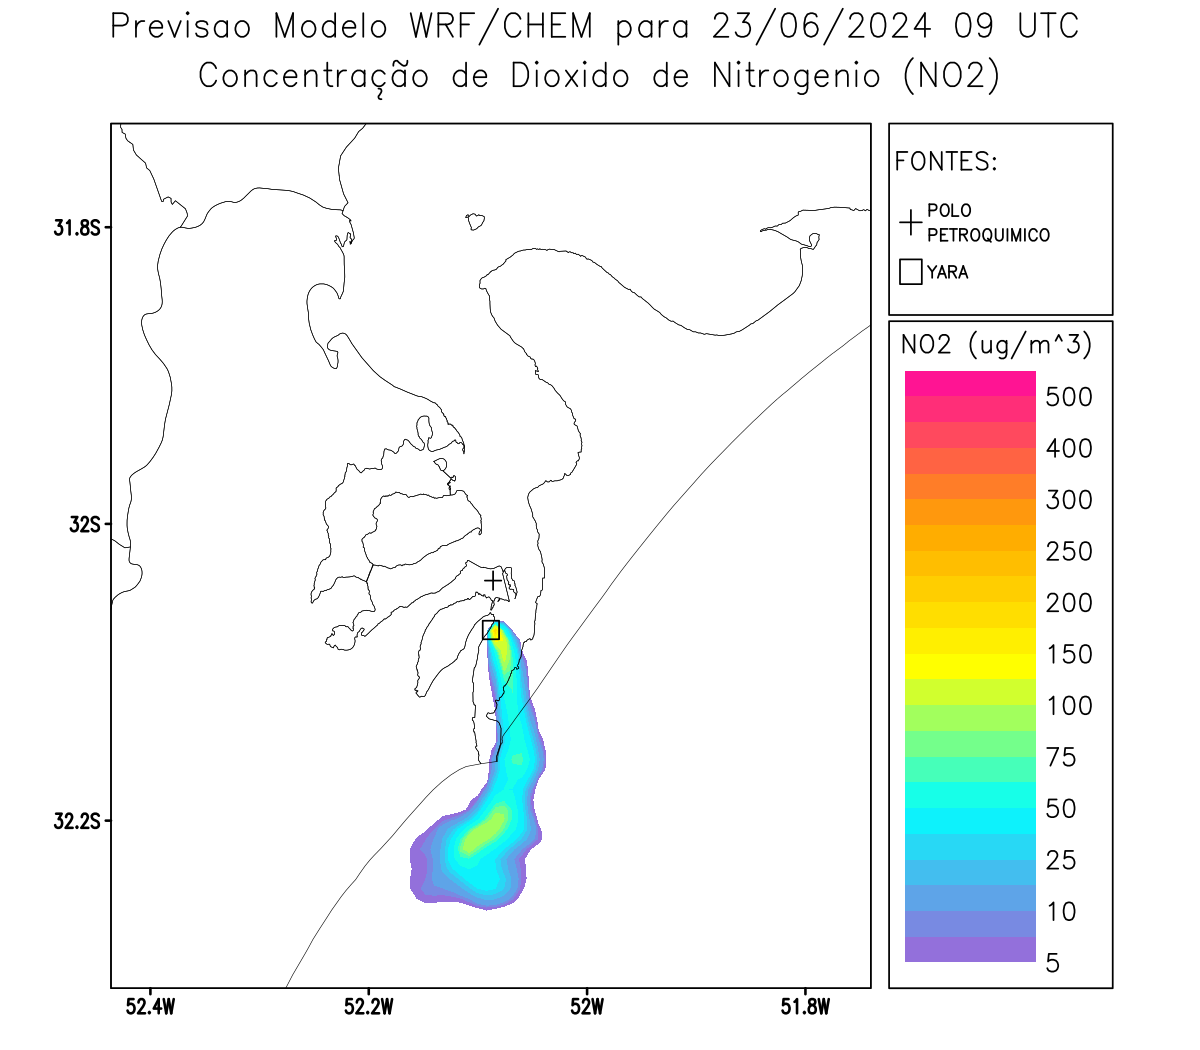 Previsao Modelo WRF/CHEM para 23/06/2024 09 UTC
Concentração de Dioxido de Nitrogenio (NO2)
FONTES:
POLO
PETROQUIMICO
YARA
NO2 (ug/m^3)
500
400
300
250
200
150
100
75
50
25
10
5
31.8S
32S
32.2S
52.4W
52.2W
52W
51.8W